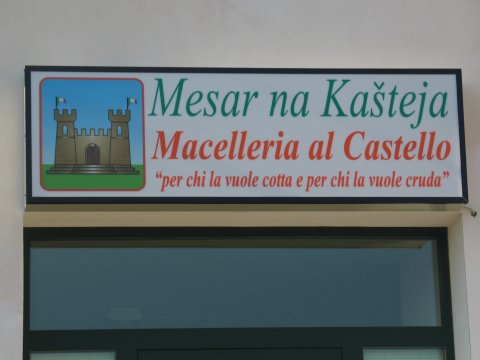 Mesar na Kašteja
Macelleria al Castello
“per chi la vuole cotta e per chi la vuole cruda”